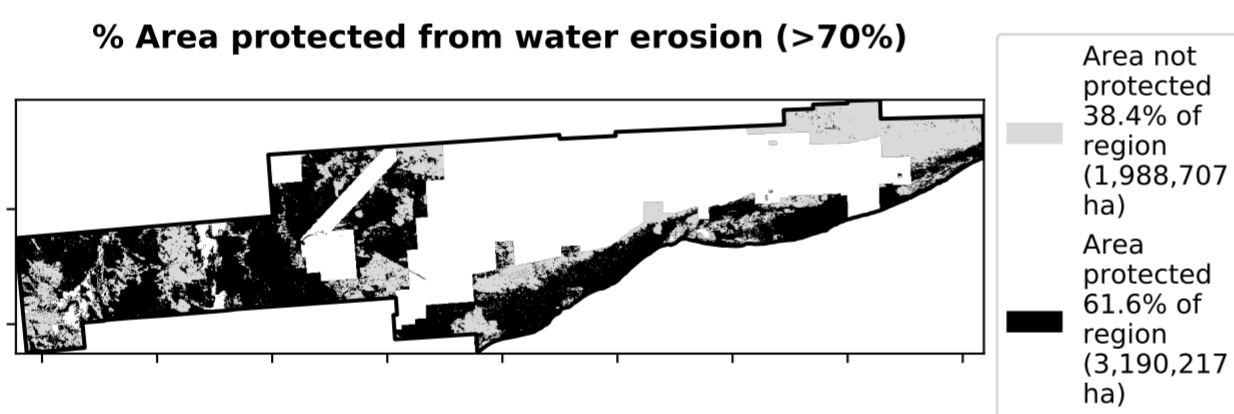 % Area protected from water erosion (>70%)
Area not
protected
38.4% of
region
(1,988,707
ha)
Area
protected
61.6% of
region
(3,190,217
ha)